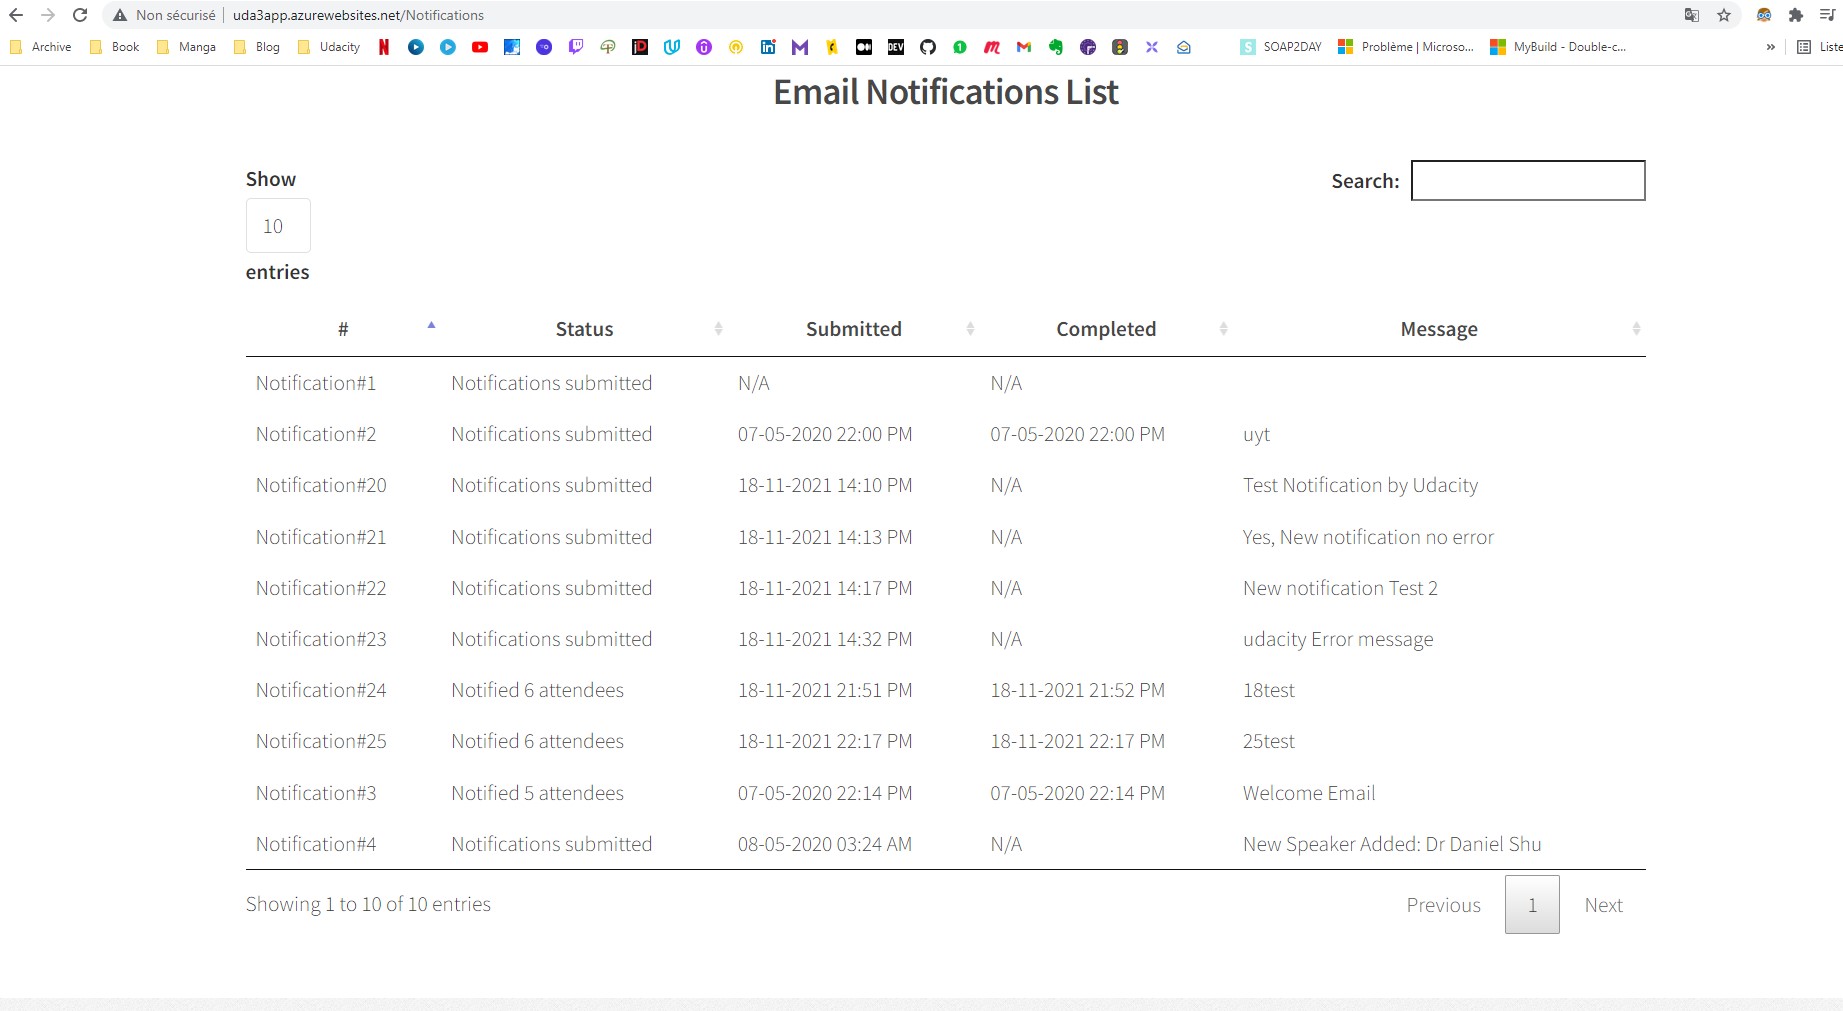 Non sécurisé | uda3app.azurewebsites.net/Notifications
Archive Book Manga Blog Udacity SOAP2DAY Problème | Microso... MyBuild - Double-c... » Liste
Email Notifications List
Show
10
entries
Search:
# Status Submitted Completed Message
Notification#1 Notifications submitted N/A N/A
Notification#2 Notifications submitted 07-05-2020 22:00 PM 07-05-2020 22:00 PM uyt
Notification#20 Notifications submitted 18-11-2021 14:10 PM N/A Test Notification by Udacity
Notification#21 Notifications submitted 18-11-2021 14:13 PM N/A Yes, New notification no error
Notification#22 Notifications submitted 18-11-2021 14:17 PM N/A New notification Test 2
Notification#23 Notifications submitted 18-11-2021 14:32 PM N/A udacity Error message
Notification#24 Notified 6 attendees 18-11-2021 21:51 PM 18-11-2021 21:52 PM 18test
Notification#25 Notified 6 attendees 18-11-2021 22:17 PM 18-11-2021 22:17 PM 25test
Notification#3 Notified 5 attendees 07-05-2020 22:14 PM 07-05-2020 22:14 PM Welcome Email
Notification#4 Notifications submitted 08-05-2020 03:24 AM N/A New Speaker Added: Dr Daniel Shu
Showing 1 to 10 of 10 entries
Previous 1 Next